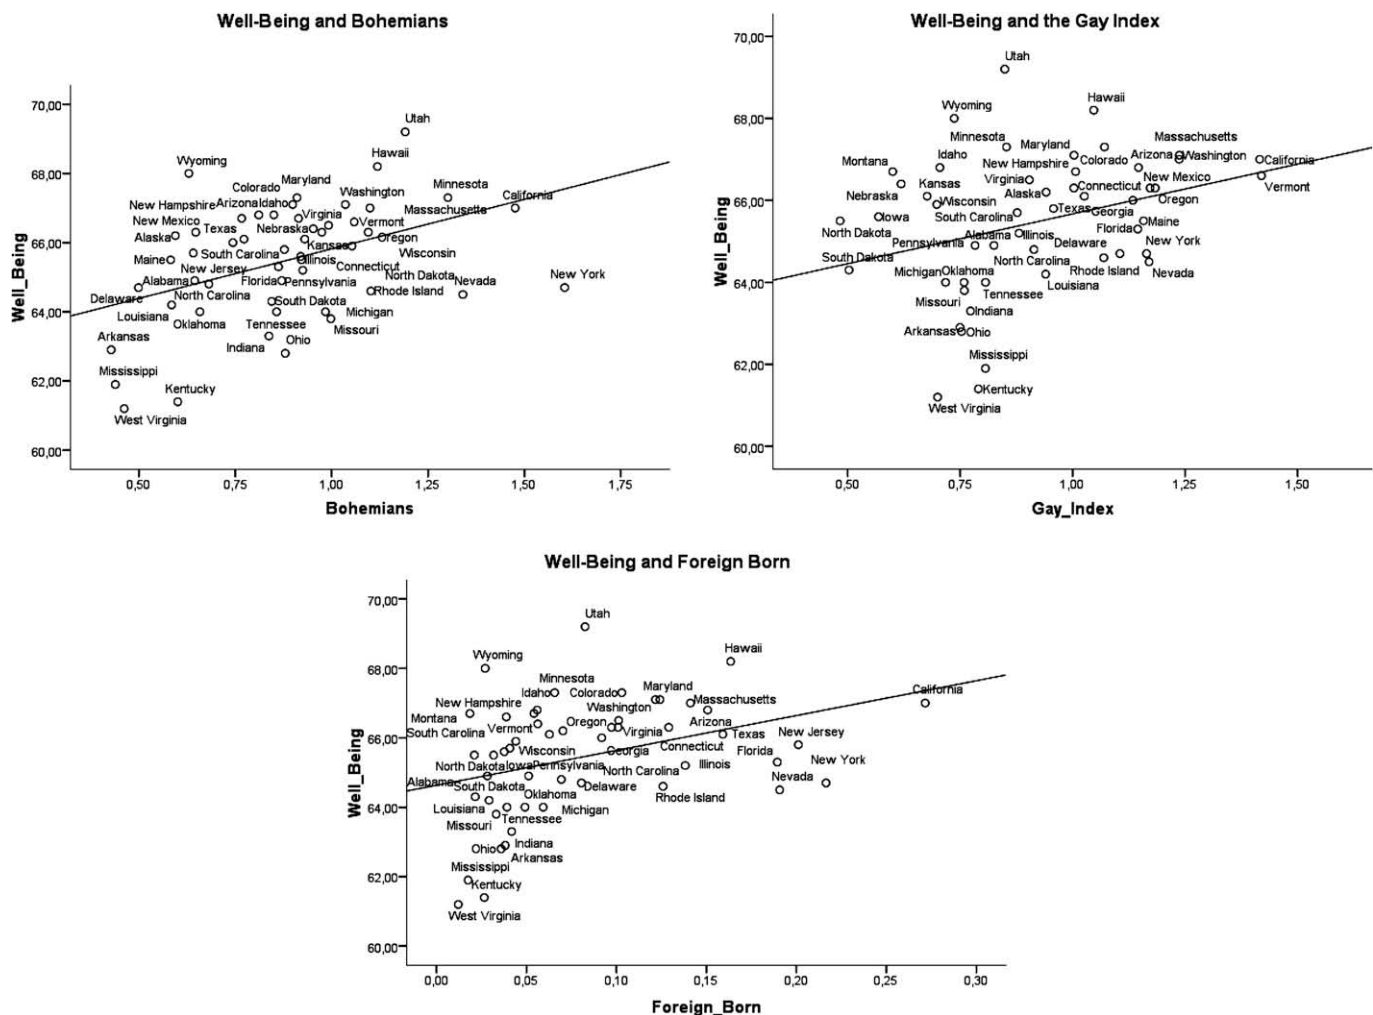 Well-Being and Bohemians
70,00
68,00
66,00
64,00
62,00
60,00
Well_Being
Utah
Hawaii
Wyoming
Maryland
Minnesota
Colorado
Washington
California
New Hampshire
Arizona
Idaho
Massachusetts
Virginia
New Mexico
Texas
Nebraska
Vermont
Alaska
Oregon
Kansas
South Carolina
Wisconsin
Maine
Illinois
Connecticut
New Jersey
North Dakota
Alabama
Florida
Pennsylvania
Nevada
New York
Rhode Island
Delaware
North Carolina
South Dakota
Louisiana
Michigan
Oklahoma
Tennessee
Missouri
Arkansas
Indiana
Ohio
Mississippi
Kentucky
West Virginia
0,50
0,75
1,00
1,25
1,50
1,75
Bohemians
Well-Being and the Gay Index
70,00
68,00
66,00
64,00
62,00
60,00
Well_Being
Utah
Hawaii
Wyoming
Minnesota
Maryland
Massachusetts
Arizona
Washington
California
Montana
Idaho
New Hampshire
Colorado
Virginia
Kansas
New Mexico
Vermont
Nebraska
Alaska
Connecticut
Wisconsin
Oregon
Iowa
South Carolina
Texas
Georgia
Maine
North Dakota
Florida
Pennsylvania
Alabama
Illinois
Delaware
New York
South Dakota
North Carolina
Michigan
Oklahoma
Rhode Island
Nevada
Louisiana
Tennessee
Missouri
Indiana
Arkansas
Ohio
Mississippi
Kentucky
West Virginia
0,50
0,75
1,00
1,25
1,50
Gay_Index
Well-Being and Foreign Born
70,00
68,00
66,00
64,00
62,00
60,00
Well_Being
Utah
Hawaii
Wyoming
Minnesota
Idaho
Colorado
Maryland
California
New Hampshire
Washington
Massachusetts
Montana
Oregon
Arizona
South Carolina
Vermont
Virginia
Texas
New Jersey
Wisconsin
Georgia
Connecticut
Florida
New York
North Dakota
Iowa
Pennsylvania
North Carolina
Illinois
Nevada
Alabama
South Dakota
Delaware
Oklahoma
Rhode Island
Louisiana
Michigan
Missouri
Tennessee
Indiana
Ohio
Arkansas
Mississippi
Kentucky
West Virginia
0,00
0,05
0,10
0,15
0,20
0,25
0,30
Foreign_Born